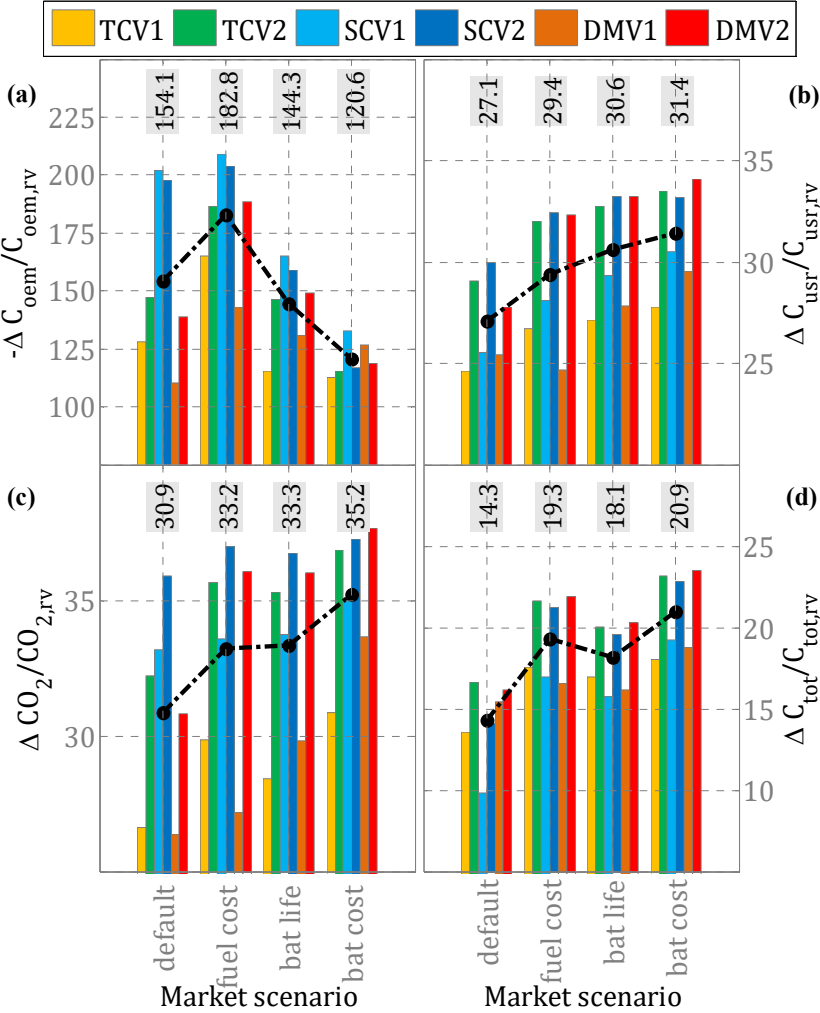 TCV1 TCV2 SCV1 SCV2 DMV1 DMV2
(a)
-Δ C_oem/C_oem,rv
225
200
175
150
125
100
154.1 182.8 144.3 120.6
(b)
Δ C_usr/C_usr,rv
35
30
25
27.1 29.4 30.6 31.4
(c)
Δ CO_2/CO_2,rv
35
30
30.9 33.2 33.3 35.2
(d)
Δ C_tot/C_tot,rv
25
20
15
10
14.3 19.3 18.1 20.9
default fuel cost bat life bat cost
Market scenario
default fuel cost bat life bat cost
Market scenario